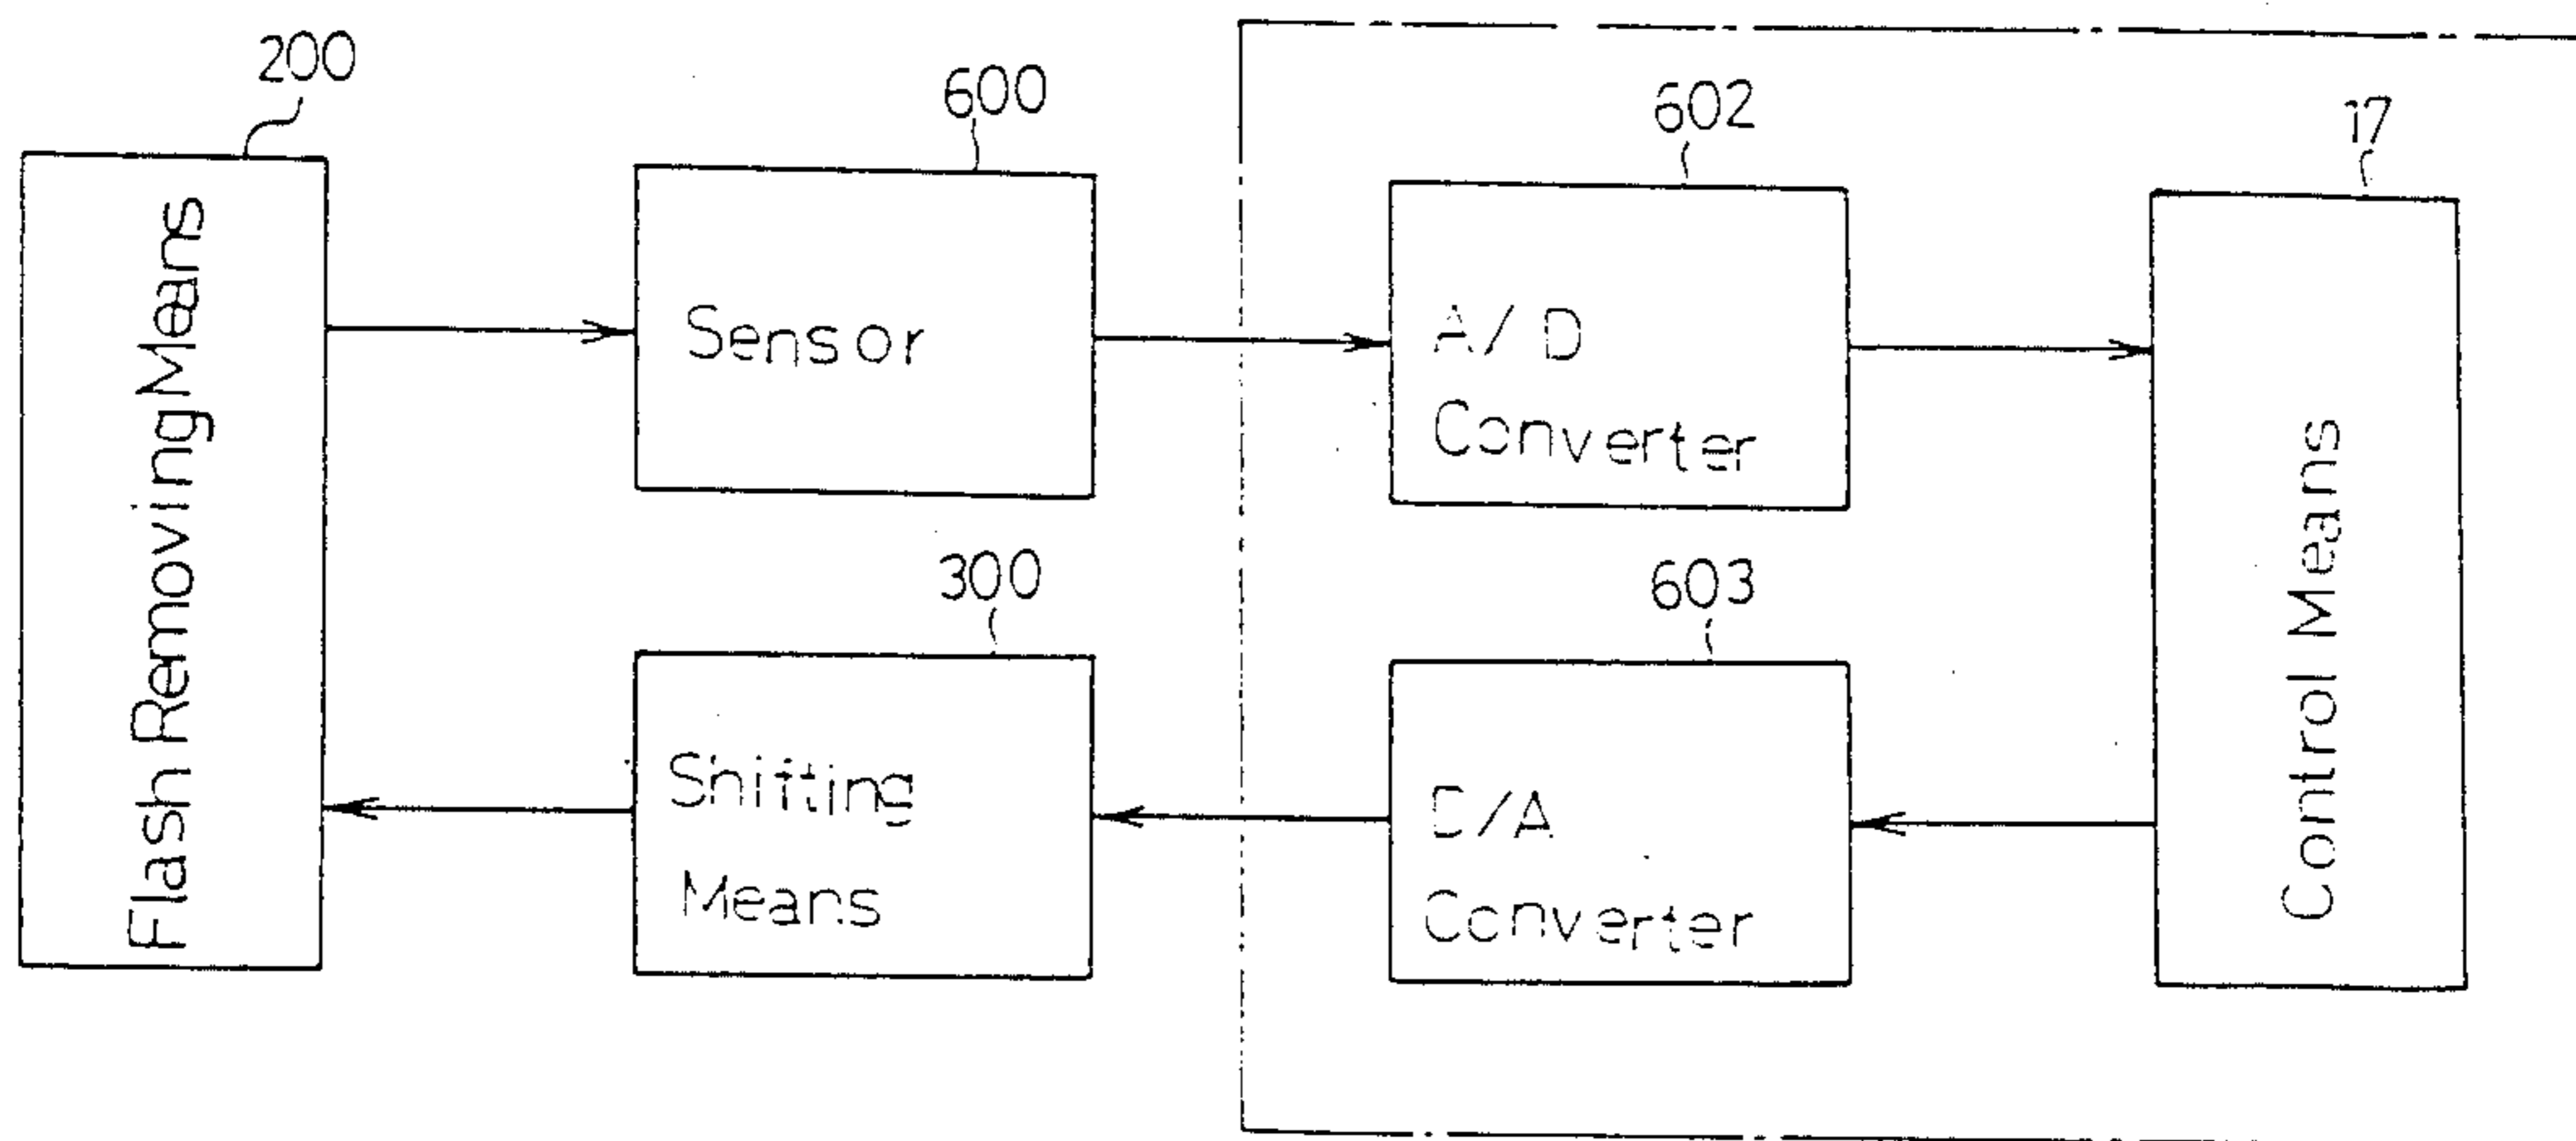 200
600
602
17
Flash Removing Means
Sensor
A/D
Converter
Control Means
300
603
Shifting
Means
D/A
Converter